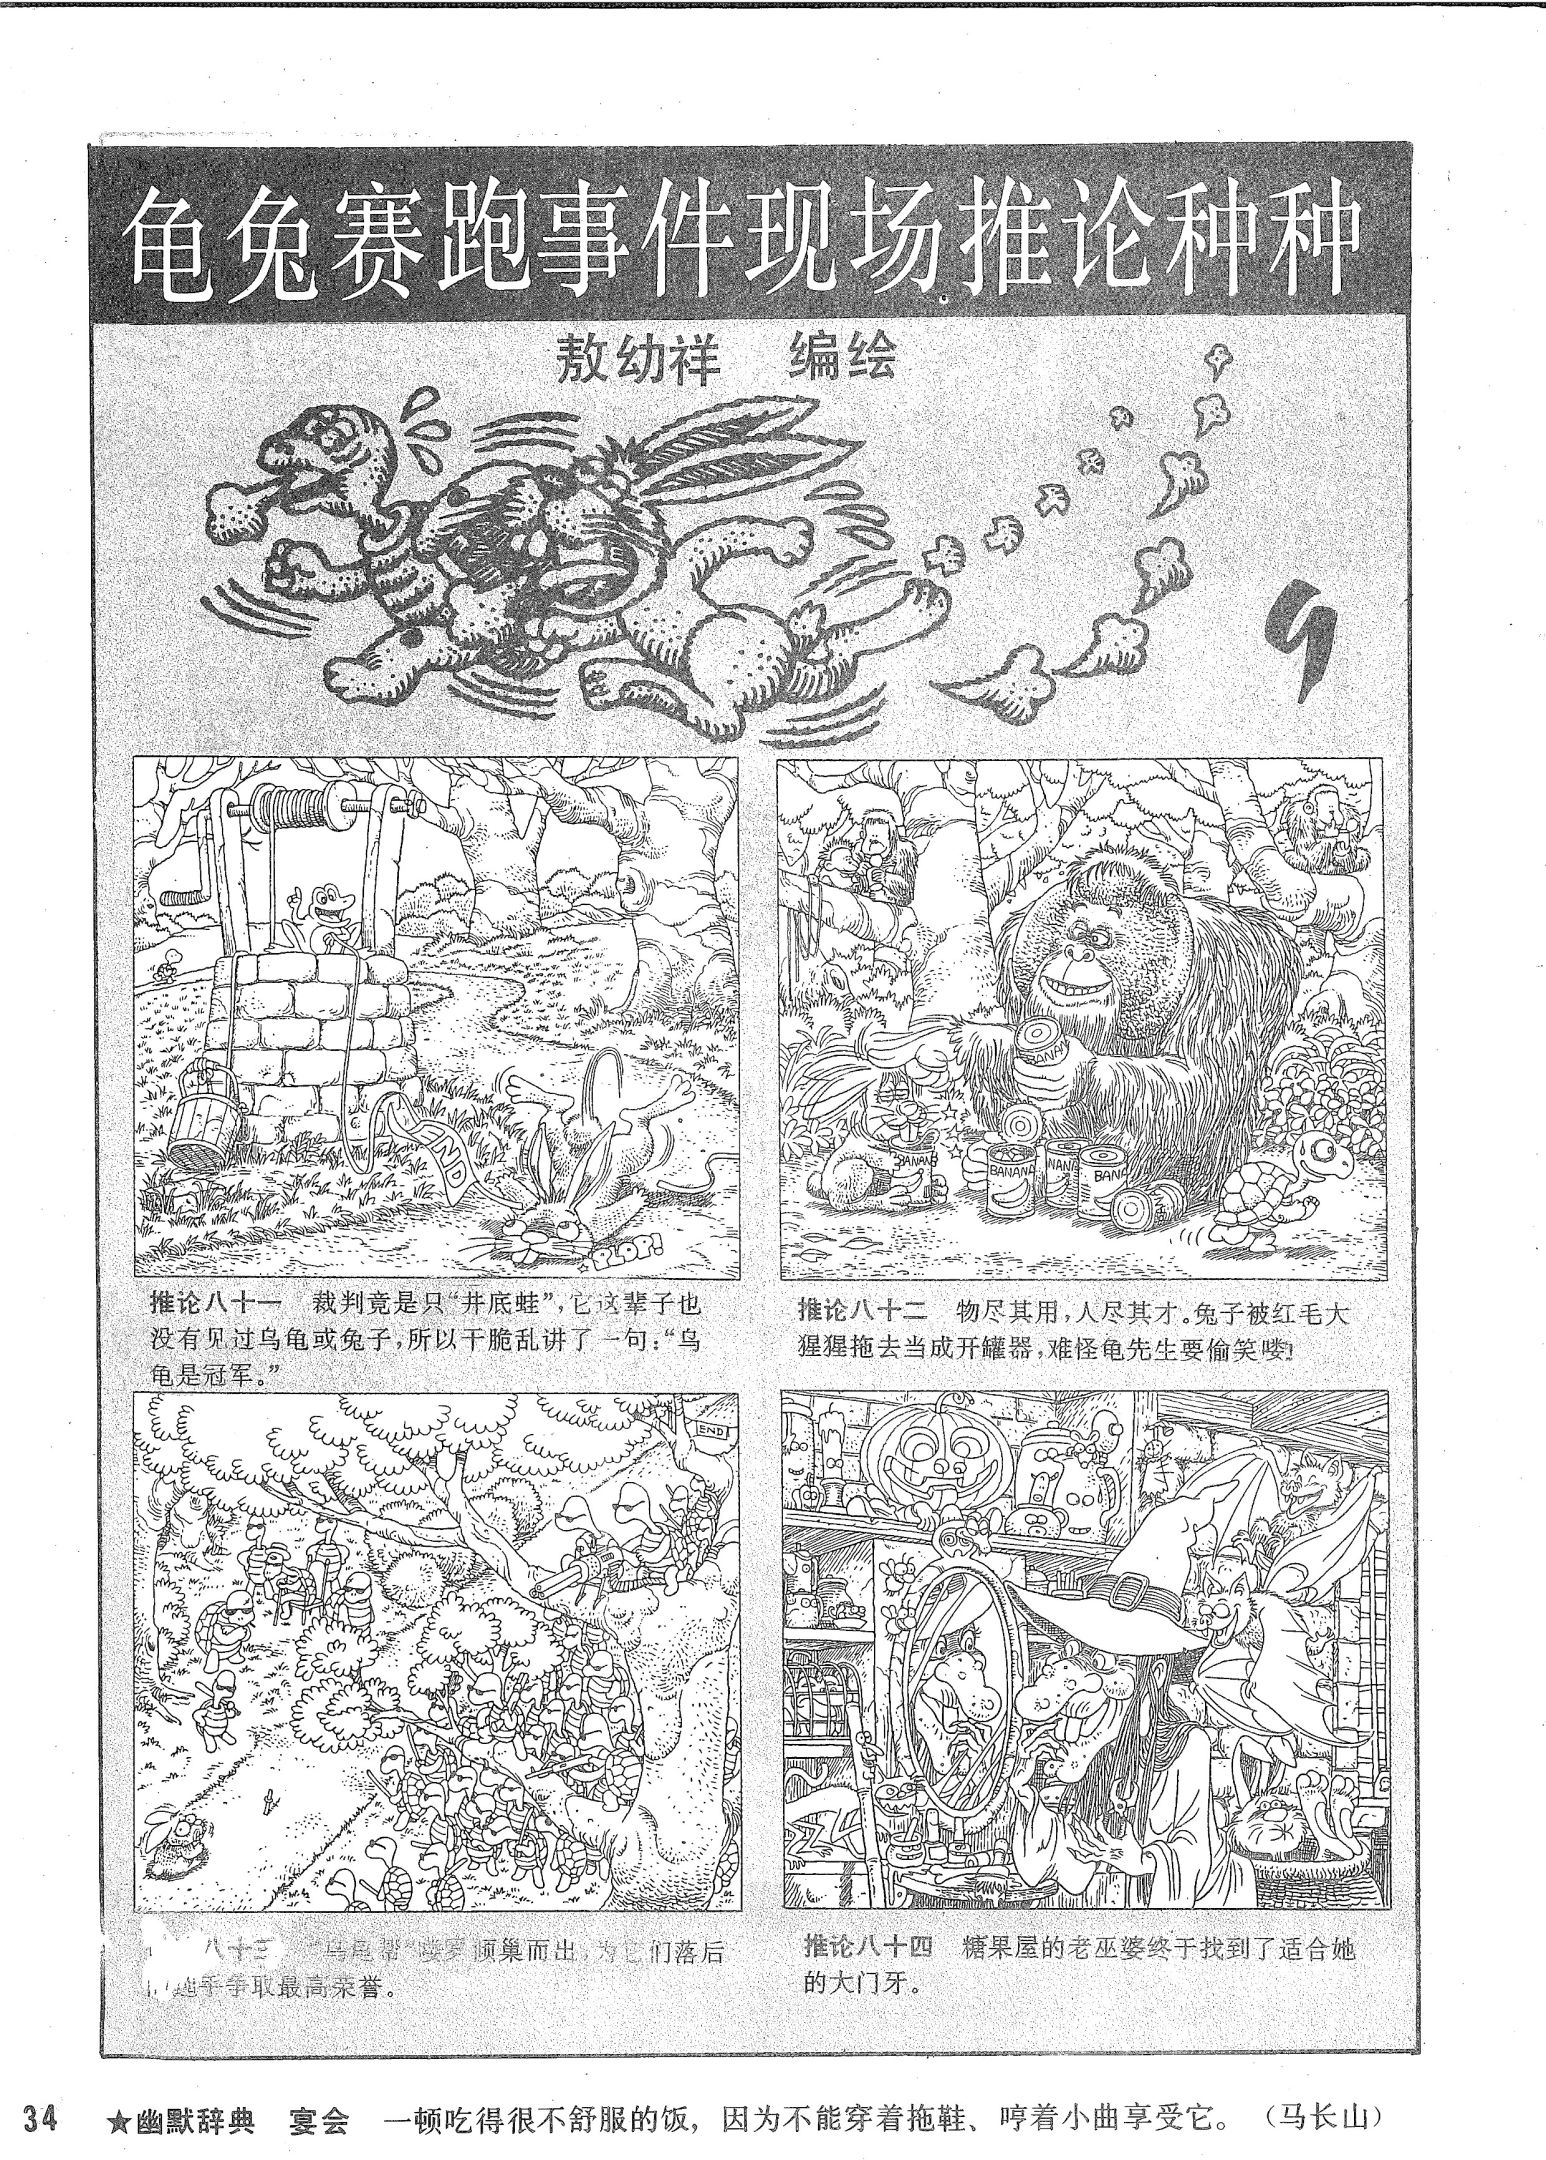 龟兔赛跑事件现场推论种种
敖幼祥 编绘
9
END
PLOP!
BANAN
BANAN
BANANA
NANA
BANA
推论八十一 裁判竟是只“井底蛙”,它这辈子也
没有见过乌龟或兔子,所以干脆乱讲了一句:“乌
龟是冠军。”
推论八十二 物尽其用,人尽其才。兔子被红毛大
猩猩拖去当成开罐器,难怪龟先生要偷笑喽!
END
八十三 “乌龟帮”喽罗倾巢而出,为它们落后
选手争取最高荣誉。
推论八十四 糖果屋的老巫婆终于找到了适合她
的大门牙。
34 ★幽默辞典 宴会 一顿吃得很不舒服的饭,因为不能穿着拖鞋、哼着小曲享受它。(马长山)